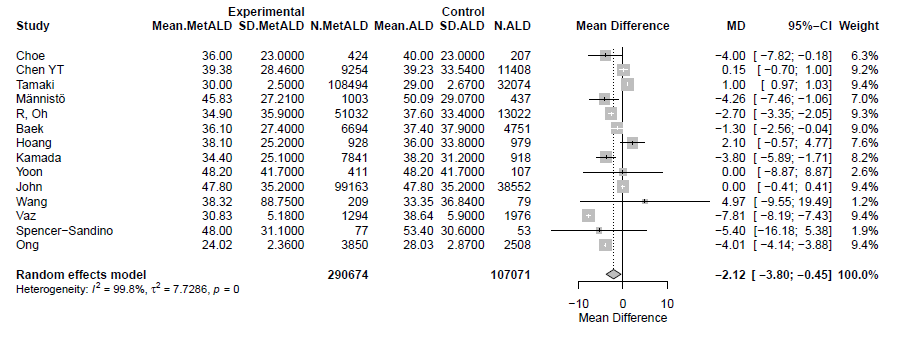 Experimental Control
Study Mean.MetALD SD.MetALD N.MetALD Mean.ALD SD.ALD N.ALD Mean Difference MD 95%−CI Weight
Choe 36.00 23.0000 424 40.00 23.0000 207 −4.00 [ −7.82; −0.18] 6.3%
Chen YT 39.38 28.4600 9254 39.23 33.5400 11408 0.15 [ −0.70; 1.00] 9.2%
Tamaki 30.00 2.5000 108494 29.00 2.6700 32074 1.00 [ 0.97; 1.03] 9.4%
Männistö 45.83 27.2100 1003 50.09 29.0700 437 −4.26 [ −7.46; −1.06] 7.0%
R, Oh 34.90 35.9000 51032 37.60 33.4000 13022 −2.70 [ −3.35; −2.05] 9.3%
Baek 36.10 27.4000 6694 37.40 37.9000 4751 −1.30 [ −2.56; −0.04] 9.0%
Hoang 38.10 25.2000 928 36.00 33.8000 979 2.10 [ −0.57; 4.77] 7.6%
Kamada 34.40 25.1000 7841 38.20 31.2000 918 −3.80 [ −5.89; −1.71] 8.2%
Yoon 48.20 41.7000 411 48.20 41.7000 107 0.00 [ −8.87; 8.87] 2.6%
John 47.80 35.2000 99163 47.80 35.2000 38552 0.00 [ −0.41; 0.41] 9.4%
Wang 38.32 88.7500 209 33.35 36.8400 79 4.97 [ −9.55; 19.49] 1.2%
Vaz 30.83 5.1800 1294 38.64 5.9000 1976 −7.81 [ −8.19; −7.43] 9.4%
Spencer−Sandino 48.00 31.1000 77 53.40 30.6000 53 −5.40 [−16.18; 5.38] 1.9%
Ong 24.02 2.3600 3850 28.03 2.8700 2508 −4.01 [ −4.14; −3.88] 9.4%
Random effects model 290674 107071 −2.12 [ −3.80; −0.45] 100.0%
Heterogeneity: I² = 99.8%, τ² = 7.7286, p = 0
−10 0 10
Mean Difference